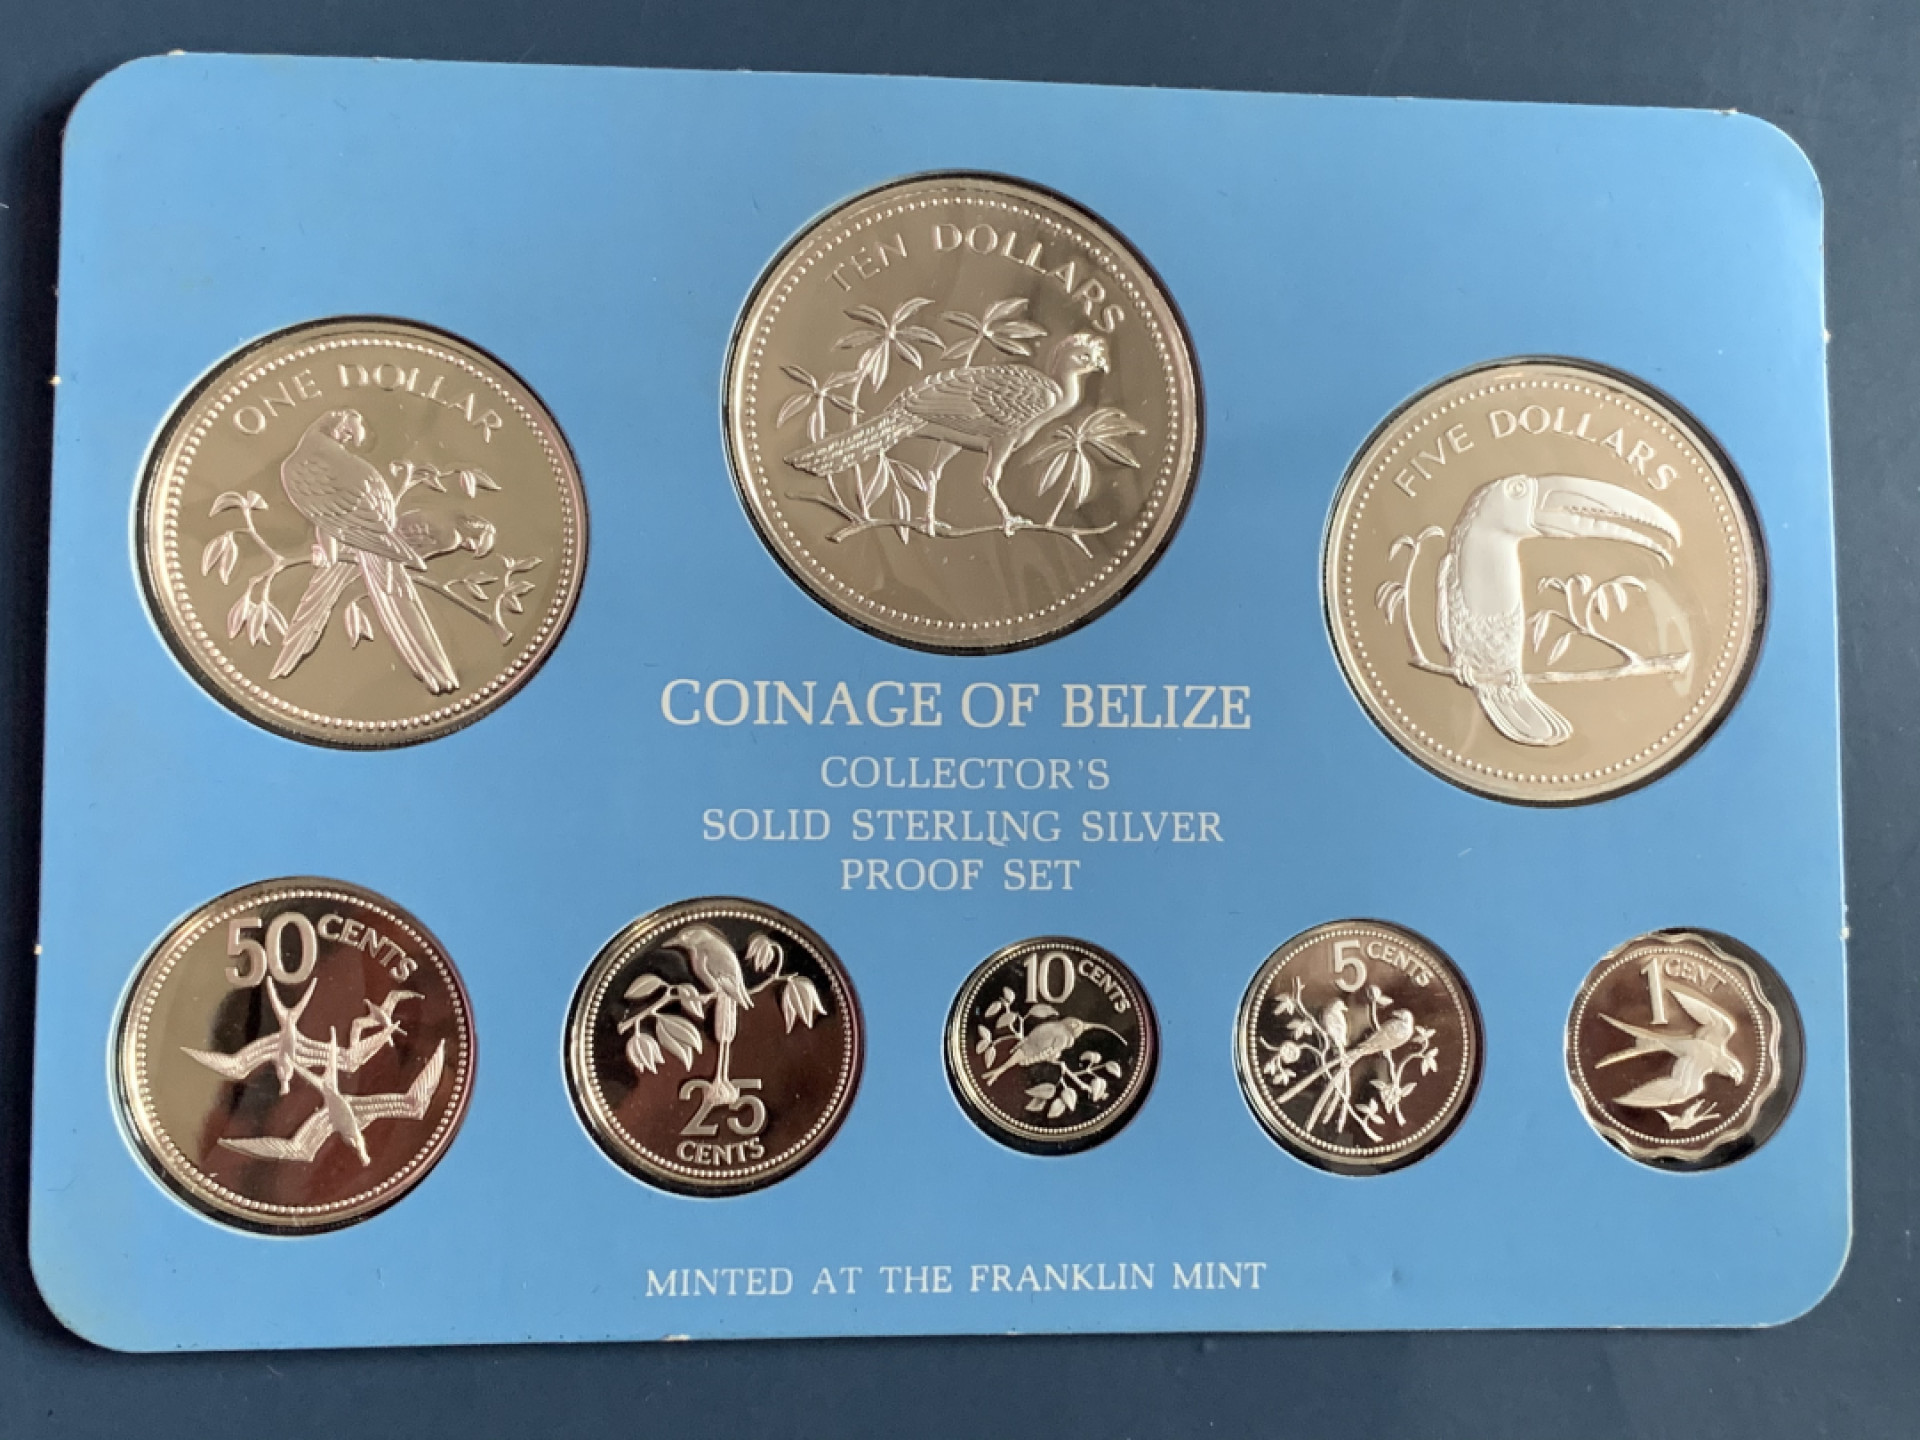 TEN DOLLARS
ONE DOLLAR
FIVE DOLLARS
COINAGE OF BELIZE
COLLECTOR'S
SOLID STERLING SILVER
PROOF SET
50 CENTS
25
CENTS
10 CENTS
5 CENTS
1 CENT
MINTED AT THE FRANKLIN MINT